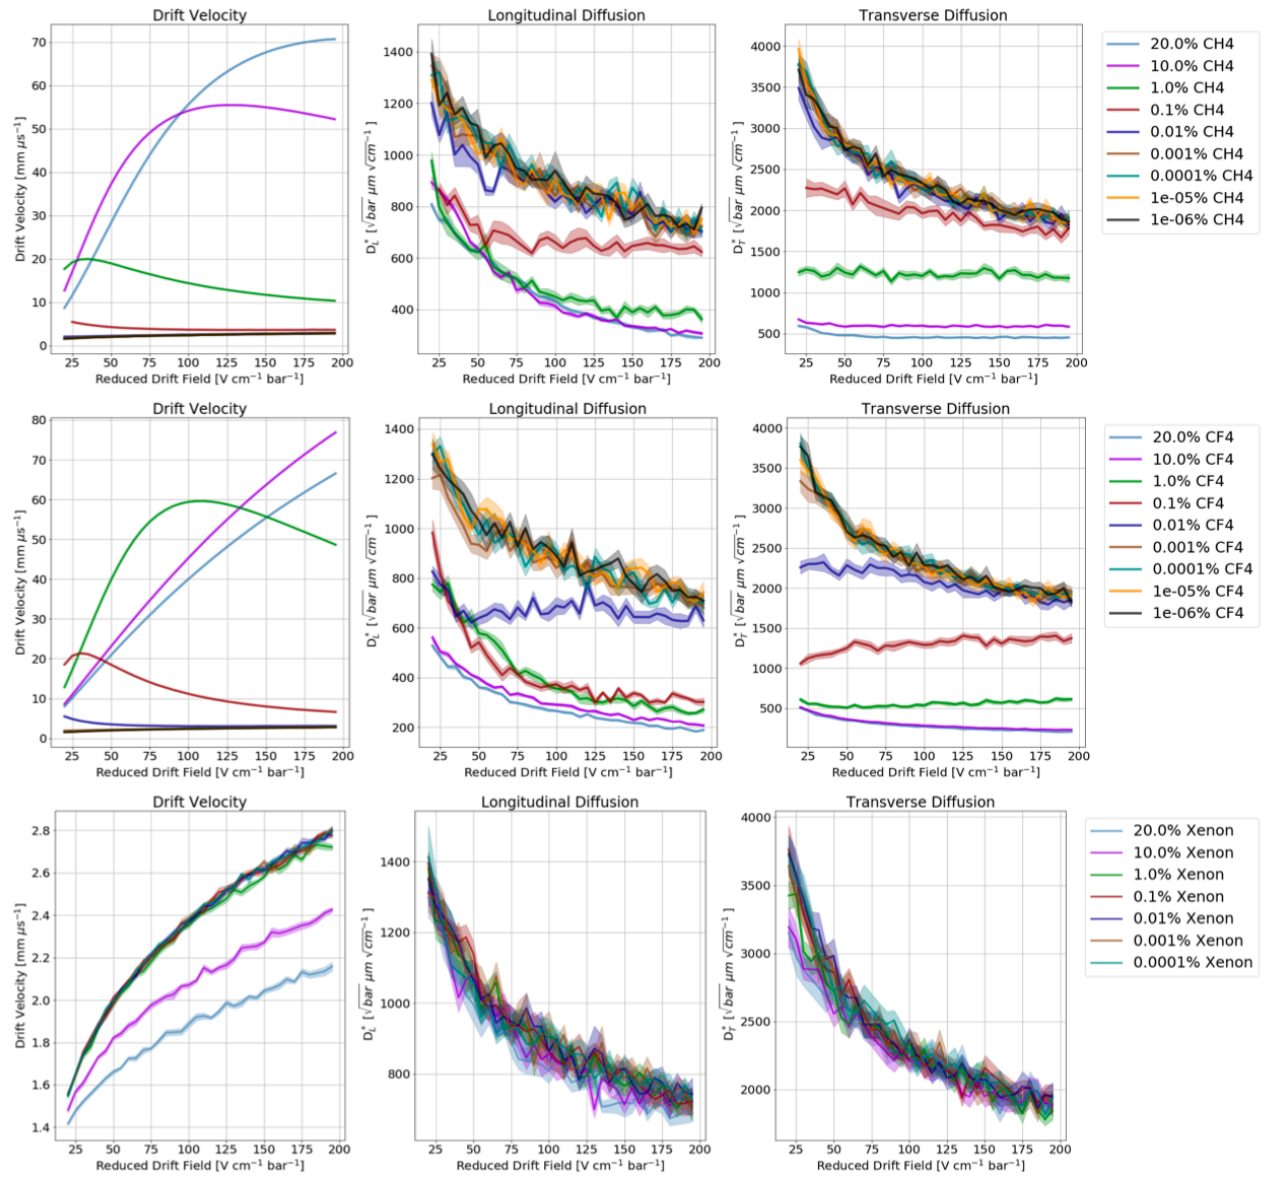 Drift Velocity
Drift Velocity [mm μs⁻¹]
70
60
50
40
30
20
10
0
25 50 75 100 125 150 175 200
Reduced Drift Field [V cm⁻¹ bar⁻¹]
Longitudinal Diffusion
D*L [√bar μm √cm⁻¹ ]
1400
1200
1000
800
600
400
25 50 75 100 125 150 175 200
Reduced Drift Field [V cm⁻¹ bar⁻¹]
Transverse Diffusion
D*T [√bar μm √cm⁻¹ ]
4000
3500
3000
2500
2000
1500
1000
500
25 50 75 100 125 150 175 200
Reduced Drift Field [V cm⁻¹ bar⁻¹]
20.0% CH4
10.0% CH4
1.0% CH4
0.1% CH4
0.01% CH4
0.001% CH4
0.0001% CH4
1e-05% CH4
1e-06% CH4
Drift Velocity
Drift Velocity [mm μs⁻¹]
80
70
60
50
40
30
20
10
0
25 50 75 100 125 150 175 200
Reduced Drift Field [V cm⁻¹ bar⁻¹]
Longitudinal Diffusion
D*L [√bar μm √cm⁻¹ ]
1400
1200
1000
800
600
400
200
25 50 75 100 125 150 175 200
Reduced Drift Field [V cm⁻¹ bar⁻¹]
Transverse Diffusion
D*T [√bar μm √cm⁻¹ ]
4000
3500
3000
2500
2000
1500
1000
500
25 50 75 100 125 150 175 200
Reduced Drift Field [V cm⁻¹ bar⁻¹]
20.0% CF4
10.0% CF4
1.0% CF4
0.1% CF4
0.01% CF4
0.001% CF4
0.0001% CF4
1e-05% CF4
1e-06% CF4
Drift Velocity
Drift Velocity [mm μs⁻¹]
2.8
2.6
2.4
2.2
2.0
1.8
1.6
1.4
25 50 75 100 125 150 175 200
Reduced Drift Field [V cm⁻¹ bar⁻¹]
Longitudinal Diffusion
D*L [√bar μm √cm⁻¹ ]
1400
1200
1000
800
25 50 75 100 125 150 175 200
Reduced Drift Field [V cm⁻¹ bar⁻¹]
Transverse Diffusion
D*T [√bar μm √cm⁻¹ ]
4000
3500
3000
2500
2000
25 50 75 100 125 150 175 200
Reduced Drift Field [V cm⁻¹ bar⁻¹]
20.0% Xenon
10.0% Xenon
1.0% Xenon
0.1% Xenon
0.01% Xenon
0.001% Xenon
0.0001% Xenon